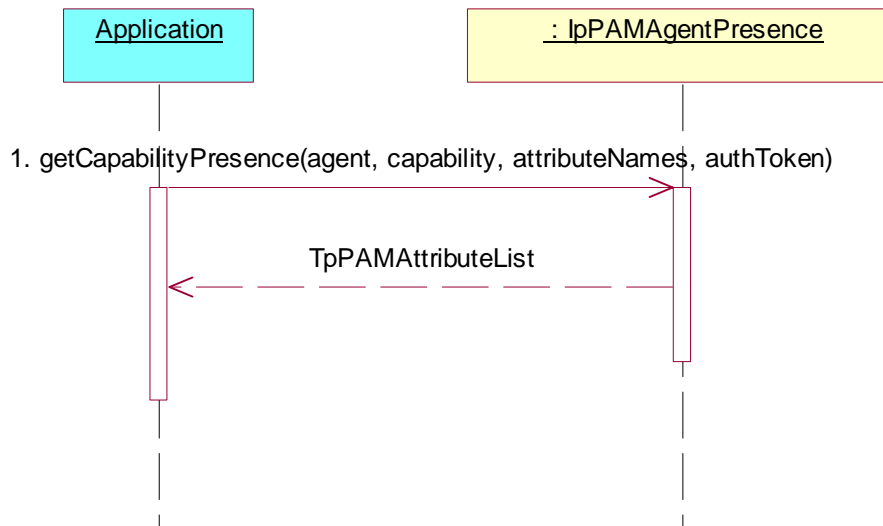 Application
: IpPAMAgentPresence
1. getCapabilityPresence(agent, capability, attributeNames, authToken)
TpPAMAttributeList